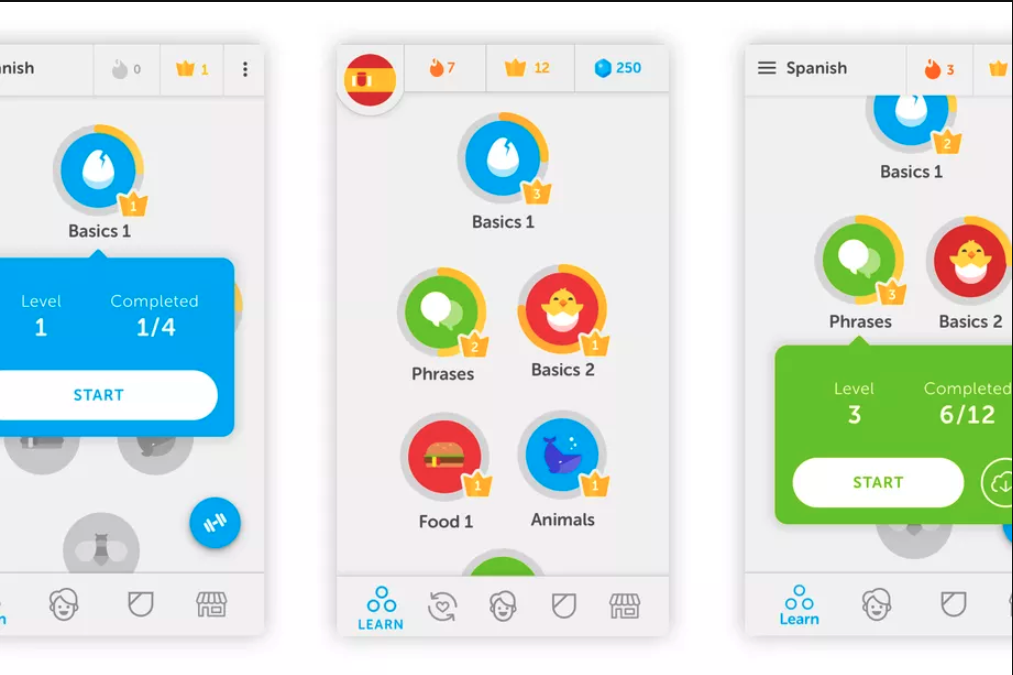 nish
0
1
1
Basics 1
Level
Completed
1
1/4
START
n
7
12
250
3
Basics 1
2
Phrases
1
Basics 2
1
Food 1
1
Animals
LEARN
Spanish
3
2
Basics 1
3
Phrases
Basics 2
Level
Completed
3
6/12
START
Learn